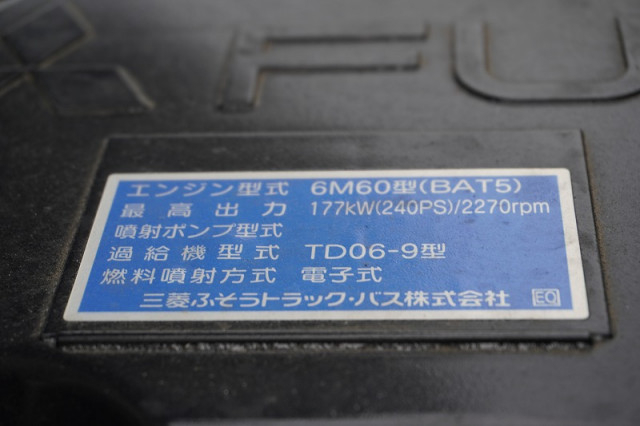 FU
エンジン型式 6M60型(BAT5)
最高出力 177kW(240PS)/2270rpm
噴射ポンプ型式
過給機型式 TD06-9型
燃料噴射方式 電子式
三菱ふそうトラック・バス株式会社 EQ